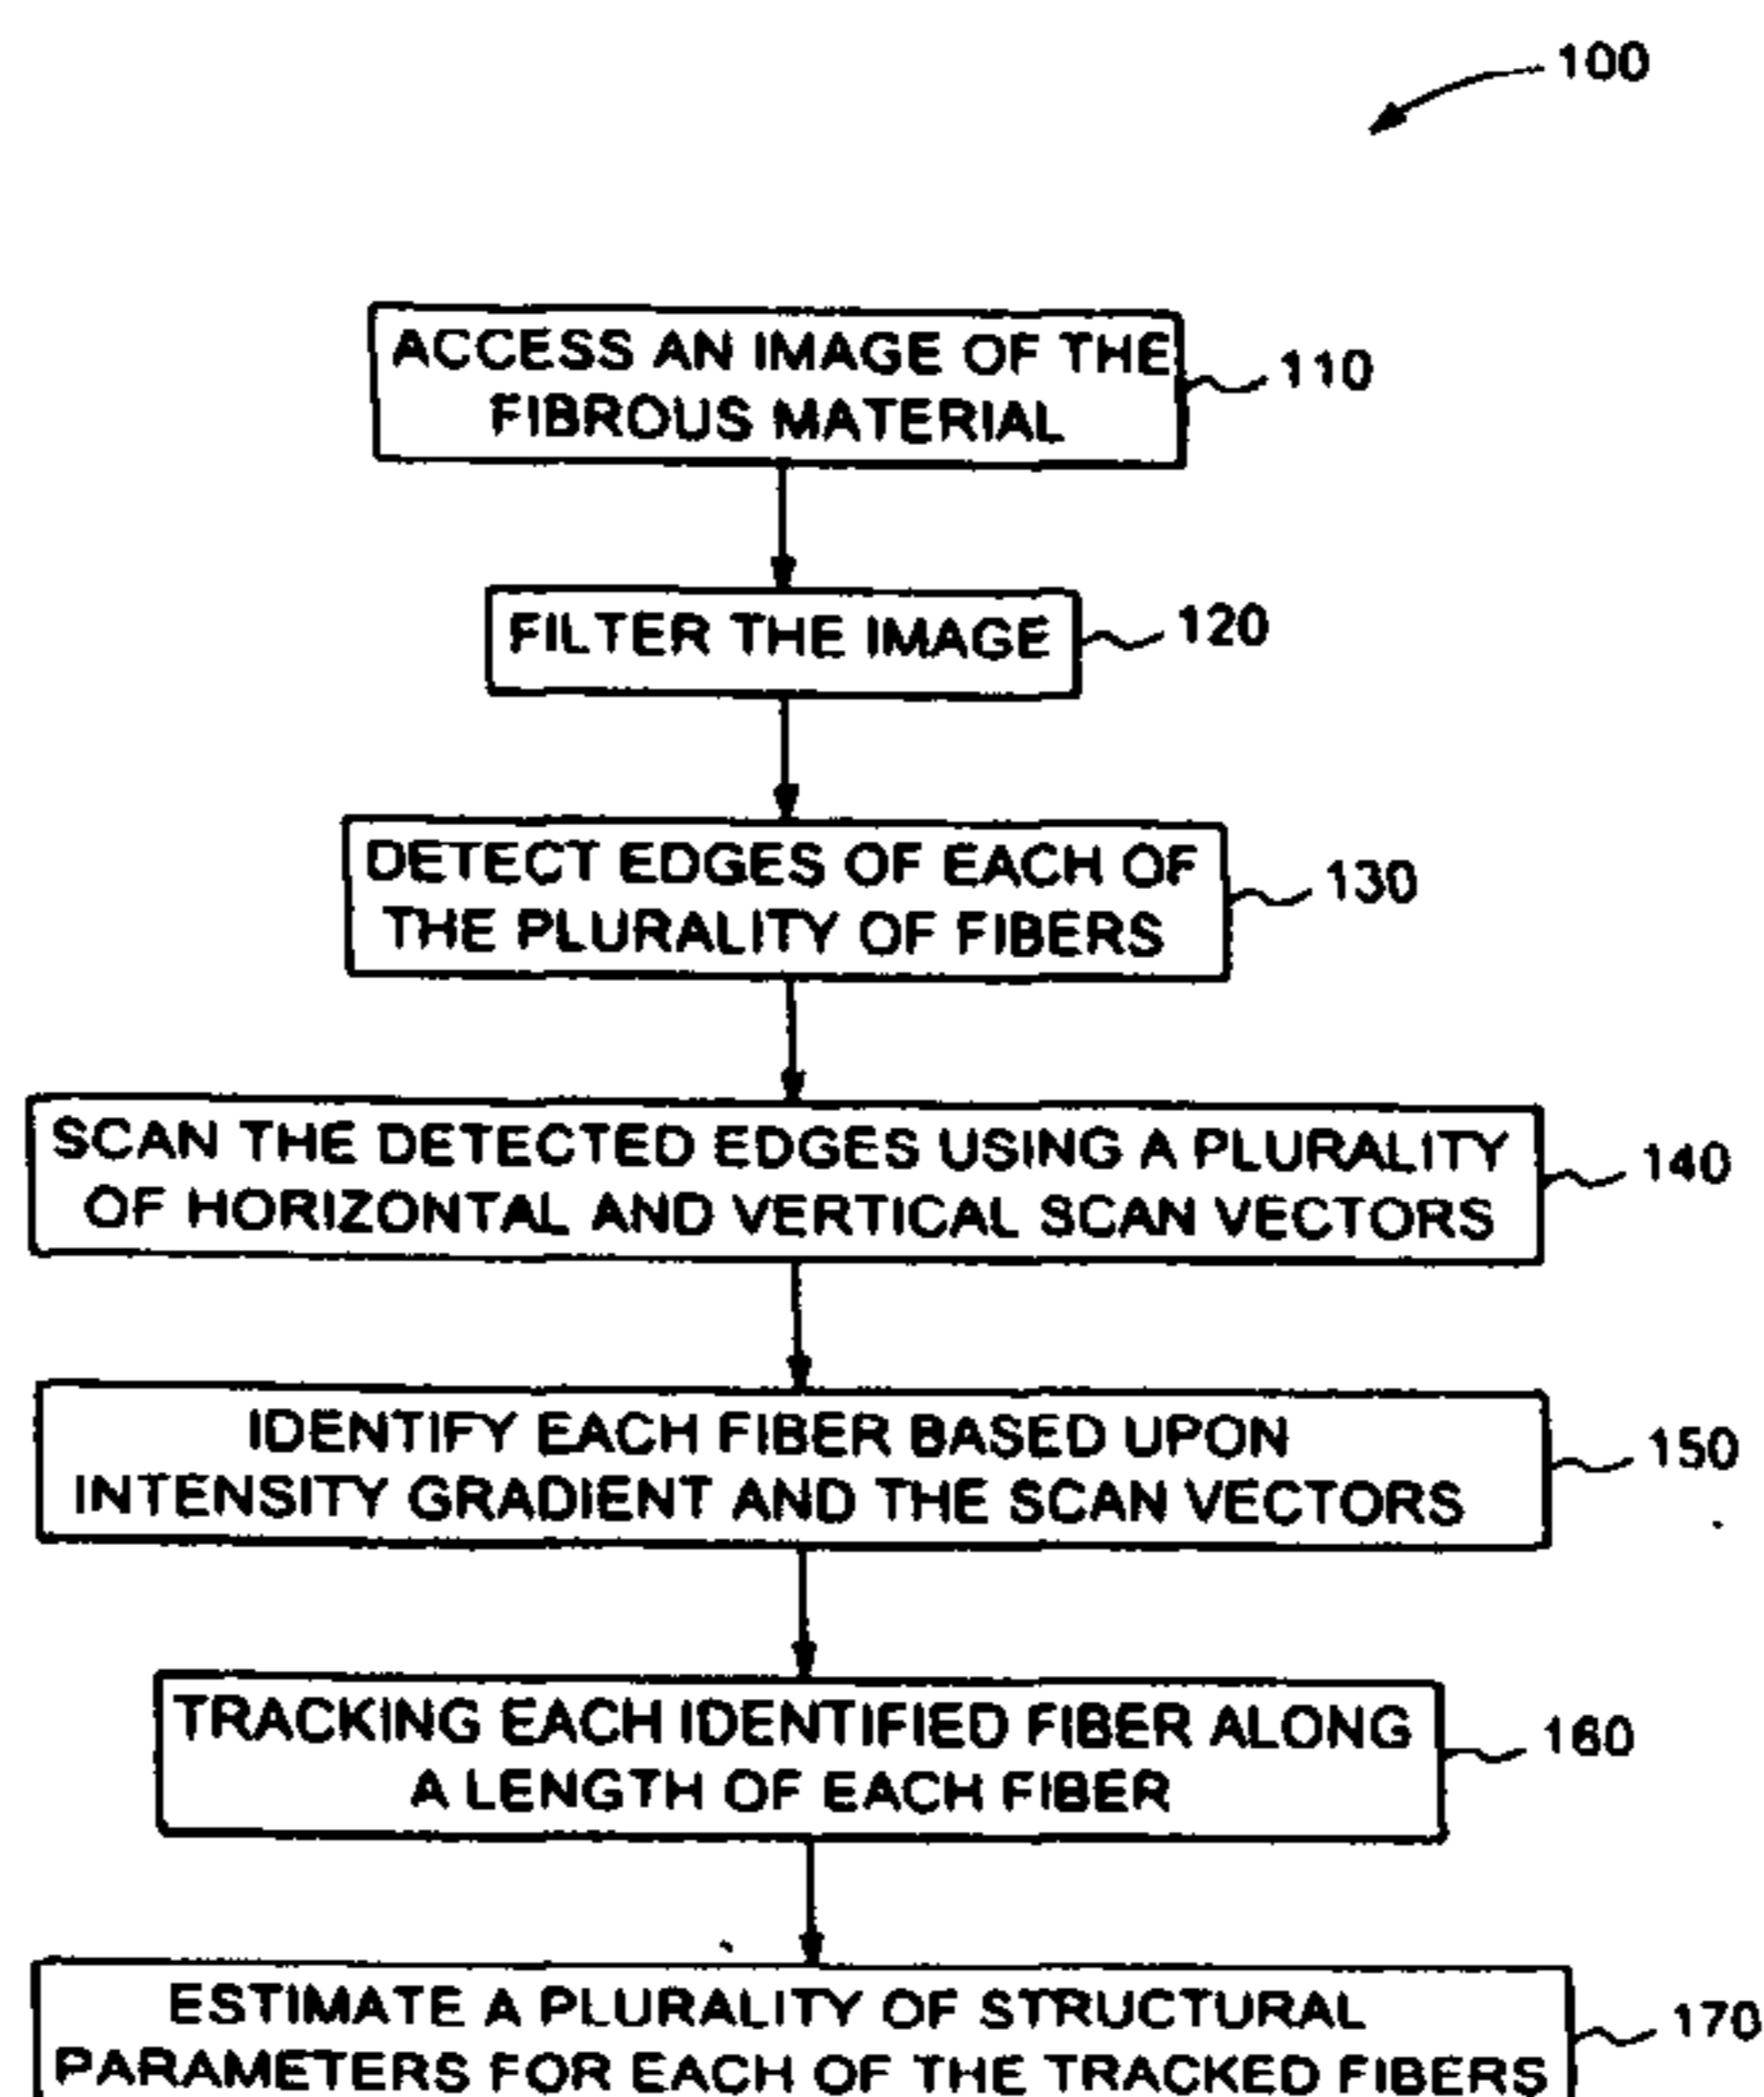 100
ACCESS AN IMAGE OF THE
FIBROUS MATERIAL
110
FILTER THE IMAGE
120
DETECT EDGES OF EACH OF
THE PLURALITY OF FIBERS
130
SCAN THE DETECTED EDGES USING A PLURALITY
OF HORIZONTAL AND VERTICAL SCAN VECTORS
140
IDENTIFY EACH FIBER BASED UPON
INTENSITY GRADIENT AND THE SCAN VECTORS
150
TRACKING EACH IDENTIFIED FIBER ALONG
A LENGTH OF EACH FIBER
160
ESTIMATE A PLURALITY OF STRUCTURAL
PARAMETERS FOR EACH OF THE TRACKED FIBERS
170